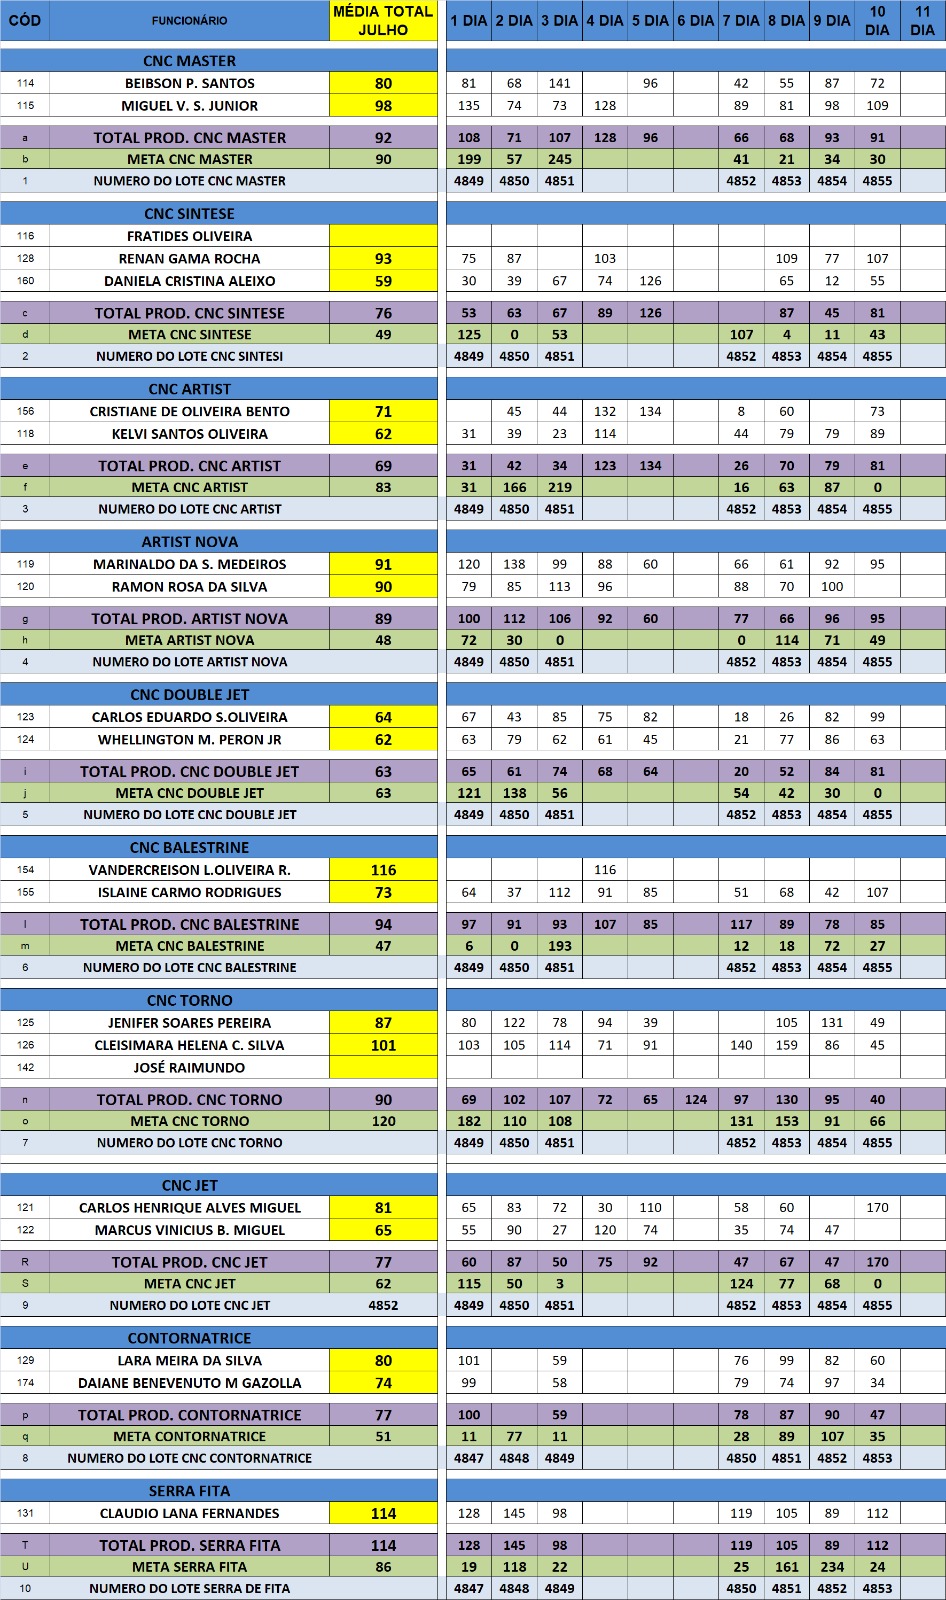 CÓD FUNCIONÁRIO MÉDIA TOTAL JULHO 1 DIA 2 DIA 3 DIA 4 DIA 5 DIA 6 DIA 7 DIA 8 DIA 9 DIA 10 DIA 11 DIA
CNC MASTER
114 BEIBSON P. SANTOS 80 81 68 141 96 42 55 87 72
115 MIGUEL V. S. JUNIOR 98 135 74 73 128 89 81 98 109
a TOTAL PROD. CNC MASTER 92 108 71 107 128 96 66 68 93 91
b META CNC MASTER 90 199 57 245 41 21 34 30
1 NUMERO DO LOTE CNC MASTER 4849 4850 4851 4852 4853 4854 4855
CNC SINTESE
116 FRATIDES OLIVEIRA
128 RENAN GAMA ROCHA 93 75 87 103 109 77 107
160 DANIELA CRISTINA ALEIXO 59 30 39 67 74 126 65 12 55
c TOTAL PROD. CNC SINTESE 76 53 63 67 89 126 87 45 81
d META CNC SINTESE 49 125 0 53 107 4 11 43
2 NUMERO DO LOTE CNC SINTESI 4849 4850 4851 4852 4853 4854 4855
CNC ARTIST
156 CRISTIANE DE OLIVEIRA BENTO 71 45 44 132 134 8 60 73
118 KELVI SANTOS OLIVEIRA 62 31 39 23 114 44 79 79 89
e TOTAL PROD. CNC ARTIST 69 31 42 34 123 134 26 70 79 81
f META CNC ARTIST 83 31 166 219 16 63 87 0
3 NUMERO DO LOTE CNC ARTIST 4849 4850 4851 4852 4853 4854 4855
ARTIST NOVA
119 MARINALDO DA S. MEDEIROS 91 120 138 99 88 60 66 61 92 95
120 RAMON ROSA DA SILVA 90 79 85 113 96 88 70 100
g TOTAL PROD. ARTIST NOVA 89 100 112 106 92 60 77 66 96 95
h META ARTIST NOVA 48 72 30 0 0 114 71 49
4 NUMERO DO LOTE ARTIST NOVA 4849 4850 4851 4852 4853 4854 4855
CNC DOUBLE JET
123 CARLOS EDUARDO S.OLIVEIRA 64 67 43 85 75 82 18 26 82 99
124 WHELLINGTON M. PERON JR 62 63 79 62 61 45 21 77 86 63
i TOTAL PROD. CNC DOUBLE JET 63 65 61 74 68 64 20 52 84 81
j META CNC DOUBLE JET 63 121 138 56 54 42 30 0
5 NUMERO DO LOTE CNC DOUBLE JET 4849 4850 4851 4852 4853 4854 4855
CNC BALESTRINE
154 VANDERCREISON L.OLIVEIRA R. 116 116
155 ISLAINE CARMO RODRIGUES 73 64 37 112 91 85 51 68 42 107
l TOTAL PROD. CNC BALESTRINE 94 97 91 93 107 85 117 89 78 85
m META CNC BALESTRINE 47 6 0 193 12 18 72 27
6 NUMERO DO LOTE CNC BALESTRINE 4849 4850 4851 4852 4853 4854 4855
CNC TORNO
125 JENIFER SOARES PEREIRA 87 80 122 78 94 39 105 131 49
126 CLEISIMARA HELENA C. SILVA 101 103 105 114 71 91 140 159 86 45
142 JOSÉ RAIMUNDO
n TOTAL PROD. CNC TORNO 90 69 102 107 72 65 124 97 130 95 40
o META CNC TORNO 120 182 110 108 131 153 91 66
7 NUMERO DO LOTE CNC TORNO 4849 4850 4851 4852 4853 4854 4855
CNC JET
121 CARLOS HENRIQUE ALVES MIGUEL 81 65 83 72 30 110 58 60 170
122 MARCUS VINICIUS B. MIGUEL 65 55 90 27 120 74 35 74 47
R TOTAL PROD. CNC JET 77 60 87 50 75 92 47 67 47 170
S META CNC JET 62 115 50 3 124 77 68 0
9 NUMERO DO LOTE CNC JET 4852 4849 4850 4851 4852 4853 4854 4855
CONTORNATRICE
129 LARA MEIRA DA SILVA 80 101 59 76 99 82 60
174 DAIANE BENEVENUTO M GAZOLLA 74 99 58 79 74 97 34
p TOTAL PROD. CONTORNATRICE 77 100 59 78 87 90 47
q META CONTORNATRICE 51 11 77 11 28 89 107 35
8 NUMERO DO LOTE CNC CONTORNATRICE 4847 4848 4849 4850 4851 4852 4853
SERRA FITA
131 CLAUDIO LANA FERNANDES 114 128 145 98 119 105 89 112
T TOTAL PROD. SERRA FITA 114 128 145 98 119 105 89 112
U META SERRA FITA 86 19 118 22 25 161 234 24
10 NUMERO DO LOTE SERRA DE FITA 4847 4848 4849 4850 4851 4852 4853